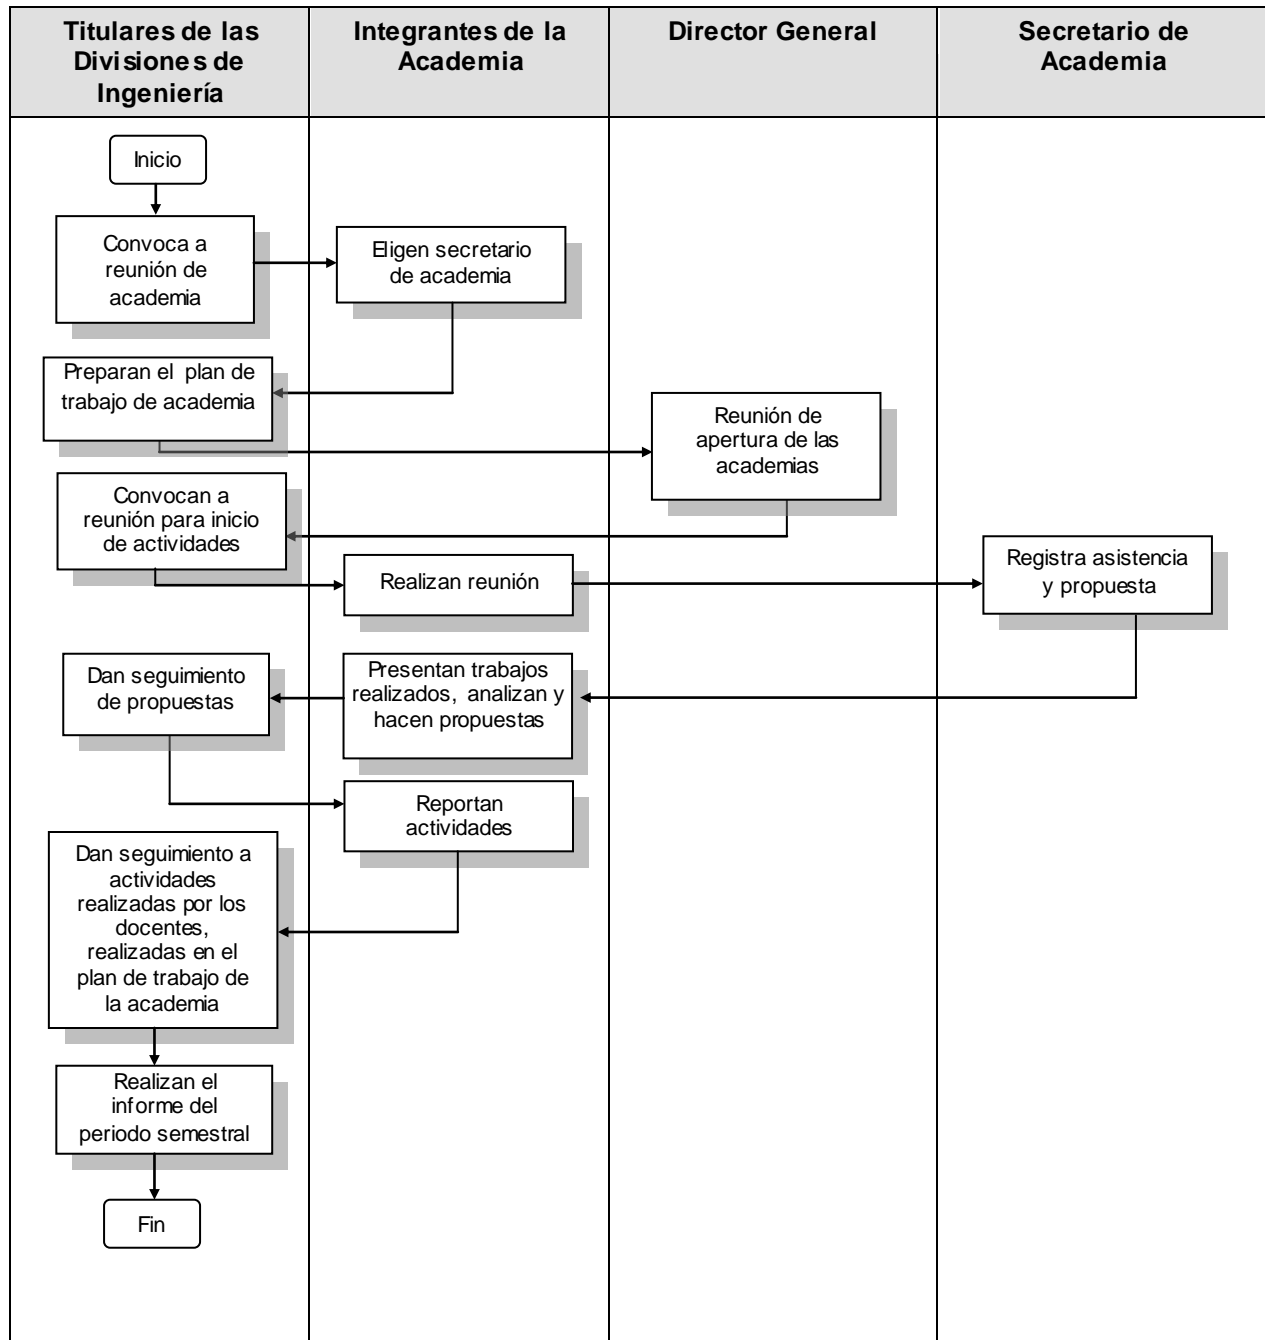 Titulares de las
Divisiones de
Ingeniería
Integrantes de la
Academia
Director General
Secretario de
Academia
Inicio
Convoca a
reunión de
academia
Eligen secretario
de academia
Preparan el plan de
trabajo de academia
Reunión de
apertura de las
academias
Convocan a
reunión para inicio
de actividades
Realizan reunión
Registra asistencia
y propuesta
Presentan trabajos
realizados, analizan y
hacen propuestas
Dan seguimiento
de propuestas
Reportan
actividades
Dan seguimiento a
actividades
realizadas por los
docentes,
realizadas en el
plan de trabajo de
la academia
Realizan el
informe del
periodo semestral
Fin